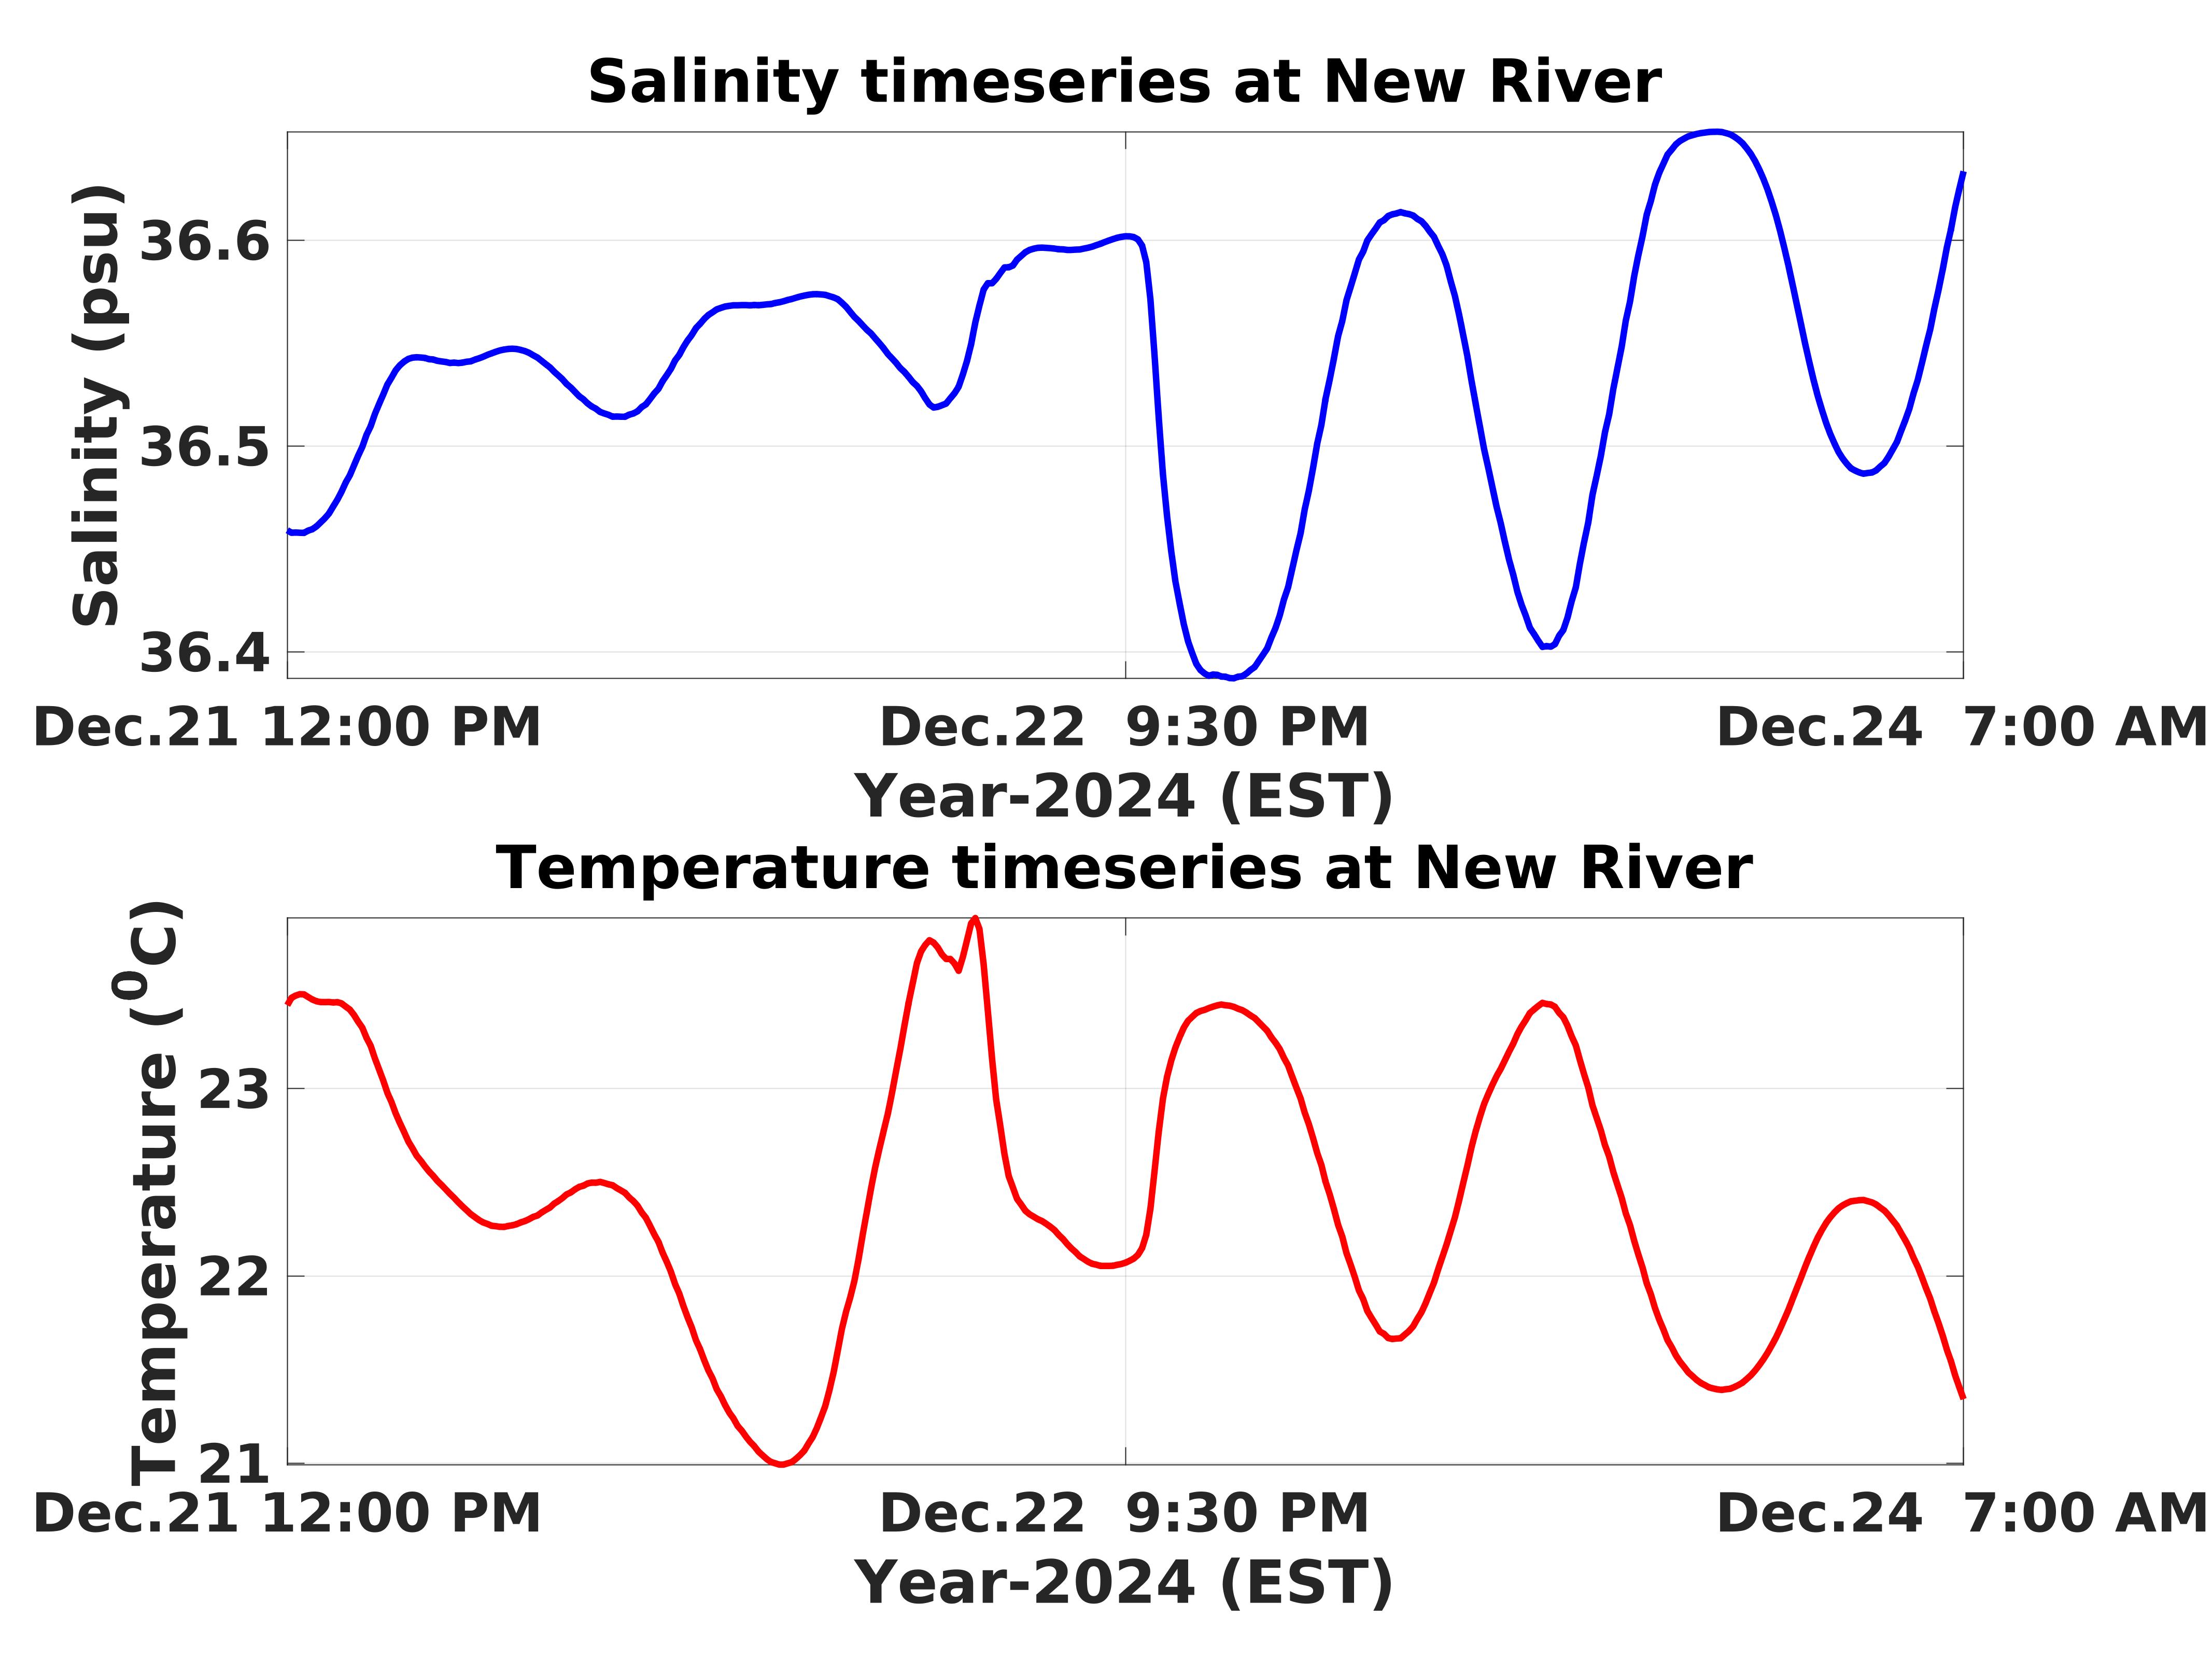 Salinity timeseries at New River
Salinity (psu)
36.6
36.5
36.4
Dec.21 12:00 PM Dec.22  9:30 PM Dec.24  7:00 AM
Year-2024 (EST)
Temperature timeseries at New River
Temperature (⁰C)
23
22
21
Dec.21 12:00 PM Dec.22  9:30 PM Dec.24  7:00 AM
Year-2024 (EST)